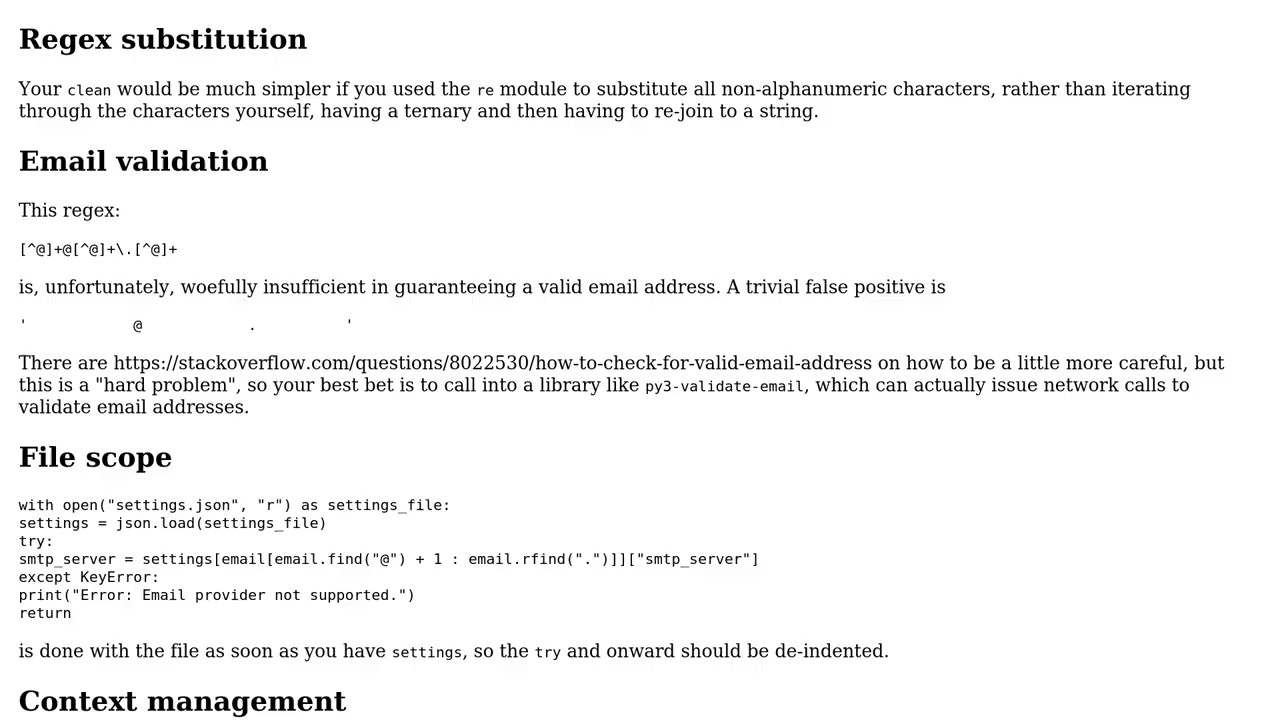 Regex substitution
Your clean would be much simpler if you used the re module to substitute all non-alphanumeric characters, rather than iterating
through the characters yourself, having a ternary and then having to re-join to a string.
Email validation
This regex:
[^@]+@[^@]+\.[^@]+
is, unfortunately, woefully insufficient in guaranteeing a valid email address. A trivial false positive is
'            @            .          '
There are https://stackoverflow.com/questions/8022530/how-to-check-for-valid-email-address on how to be a little more careful, but
this is a "hard problem", so your best bet is to call into a library like py3-validate-email, which can actually issue network calls to
validate email addresses.
File scope
with open("settings.json", "r") as settings_file:
settings = json.load(settings_file)
try:
smtp_server = settings[email[email.find("@") + 1 : email.rfind(".")]]["smtp_server"]
except KeyError:
print("Error: Email provider not supported.")
return
is done with the file as soon as you have settings, so the try and onward should be de-indented.
Context management